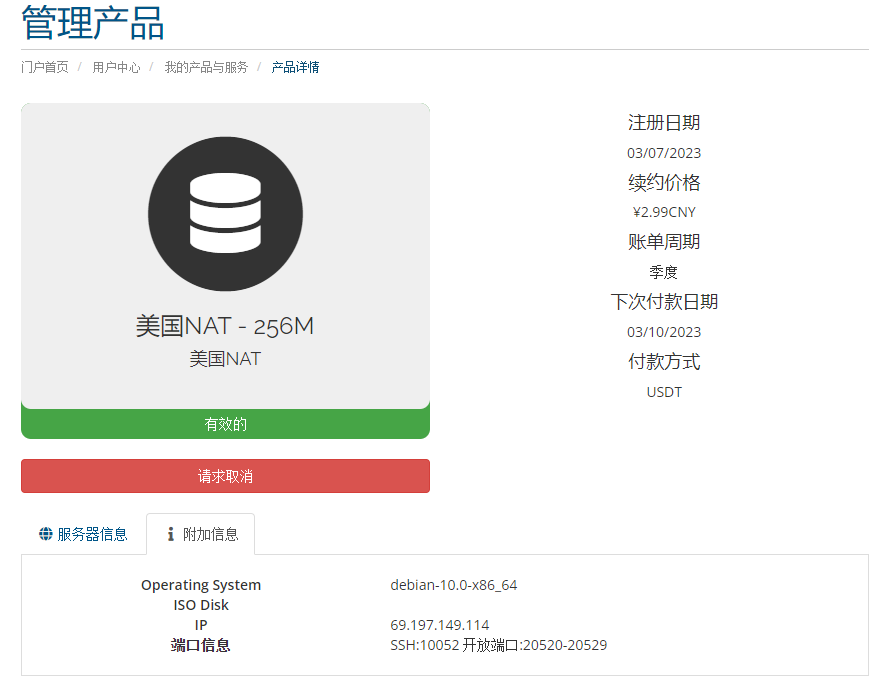 管理产品
门户首页 / 用户中心 / 我的产品与服务 / 产品详情
美国NAT - 256M
美国NAT
有效的
请求取消
注册日期
03/07/2023
续约价格
¥2.99CNY
账单周期
季度
下次付款日期
03/10/2023
付款方式
USDT
服务器信息 附加信息
Operating System debian-10.0-x86_64
ISO Disk
IP 69.197.149.114
端口信息 SSH:10052 开放端口:20520-20529